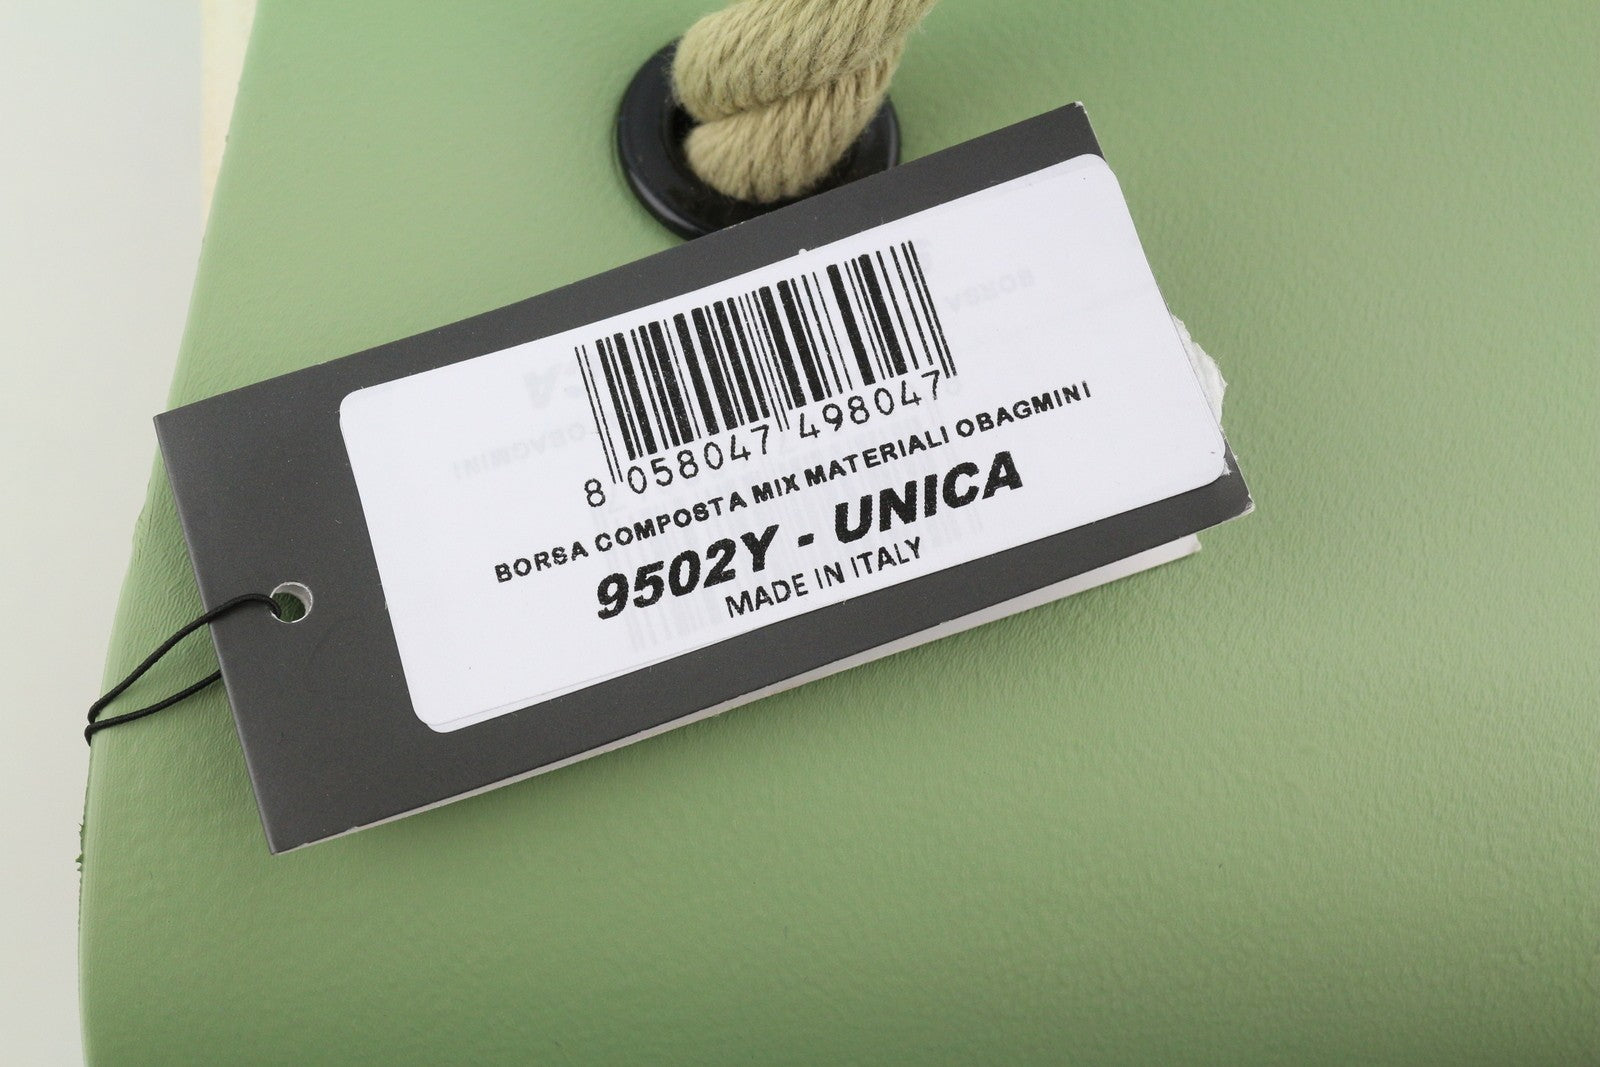 8 058047 498047
BORSA COMPOSTA MIX MATERIALI OBAGMINI
9502Y - UNICA
MADE IN ITALY